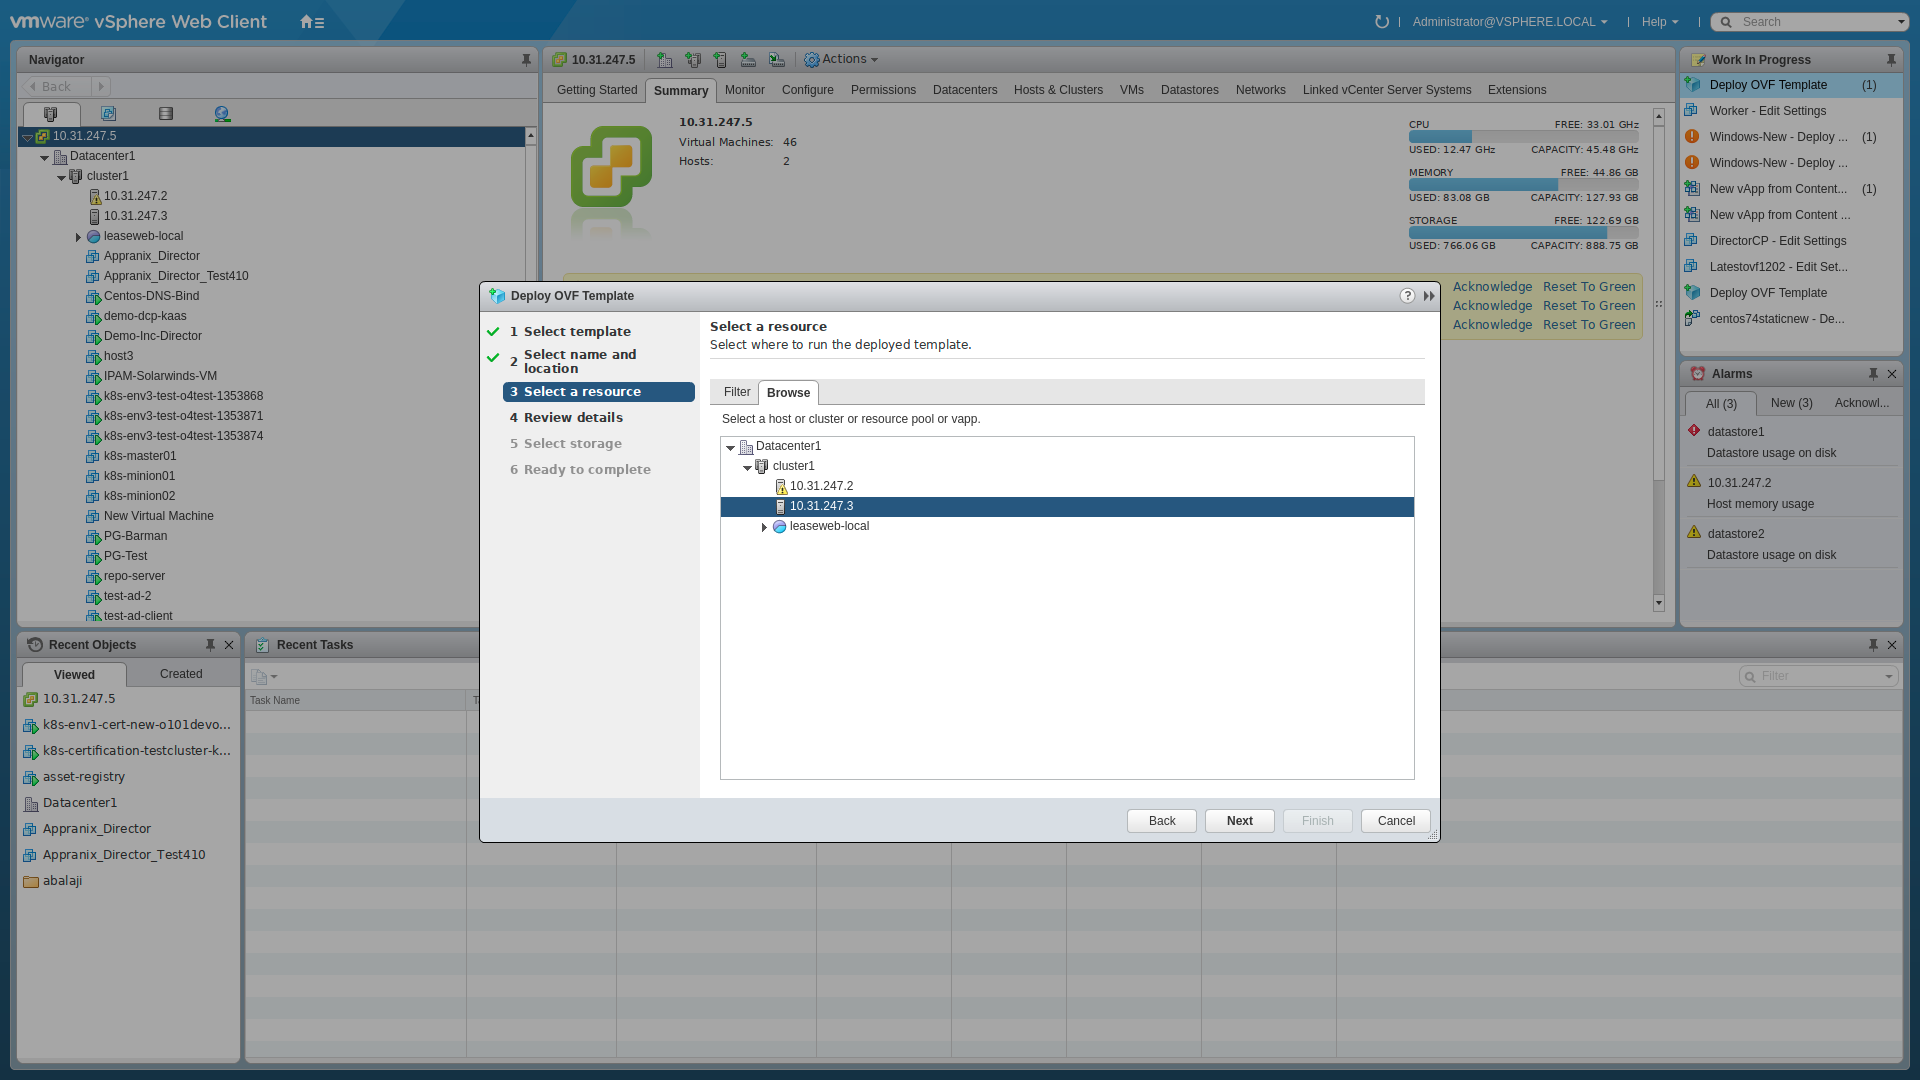 vmware® vSphere Web Client
Administrator@VSPHERE.LOCAL
Help
Search
Navigator
Back
10.31.247.5
Datacenter1
cluster1
10.31.247.2
10.31.247.3
leaseweb-local
Appranix_Director
Appranix_Director_Test410
Centos-DNS-Bind
demo-dcp-kaas
Demo-Inc-Director
host3
IPAM-Solarwinds-VM
k8s-env3-test-o4test-1353868
k8s-env3-test-o4test-1353871
k8s-env3-test-o4test-1353874
k8s-master01
k8s-minion01
k8s-minion02
New Virtual Machine
PG-Barman
PG-Test
repo-server
test-ad-2
test-ad-client
10.31.247.5
Actions
Getting Started Summary Monitor Configure Permissions Datacenters Hosts & Clusters VMs Datastores Networks Linked vCenter Server Systems Extensions
10.31.247.5
Virtual Machines: 46
Hosts: 2
CPU FREE: 33.01 GHz
USED: 12.47 GHz CAPACITY: 45.48 GHz
MEMORY FREE: 44.86 GB
USED: 83.08 GB CAPACITY: 127.93 GB
STORAGE FREE: 122.69 GB
USED: 766.06 GB CAPACITY: 888.75 GB
Acknowledge Reset To Green
Acknowledge Reset To Green
Acknowledge Reset To Green
Deploy OVF Template
1 Select template
2 Select name and
location
3 Select a resource
4 Review details
5 Select storage
6 Ready to complete
Select a resource
Select where to run the deployed template.
Filter Browse
Select a host or cluster or resource pool or vapp.
Datacenter1
cluster1
10.31.247.2
10.31.247.3
leaseweb-local
Back Next Finish Cancel
Work In Progress
Deploy OVF Template (1)
Worker - Edit Settings
Windows-New - Deploy ... (1)
Windows-New - Deploy ...
New vApp from Content... (1)
New vApp from Content ...
DirectorCP - Edit Settings
Latestovf1202 - Edit Set...
Deploy OVF Template
centos74staticnew - De...
Alarms
All (3) New (3) Acknowl...
datastore1
Datastore usage on disk
10.31.247.2
Host memory usage
datastore2
Datastore usage on disk
Recent Objects
Viewed Created
10.31.247.5
k8s-env1-cert-new-o101devo...
k8s-certification-testcluster-k...
asset-registry
Datacenter1
Appranix_Director
Appranix_Director_Test410
abalaji
Recent Tasks
Filter
Task Name